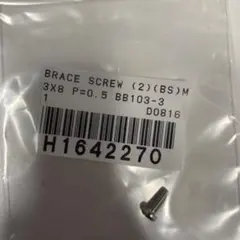 BRACE SCREW (2)(BS)M
3X8 P=0.5 BB103-3
1 D0816
H1642270